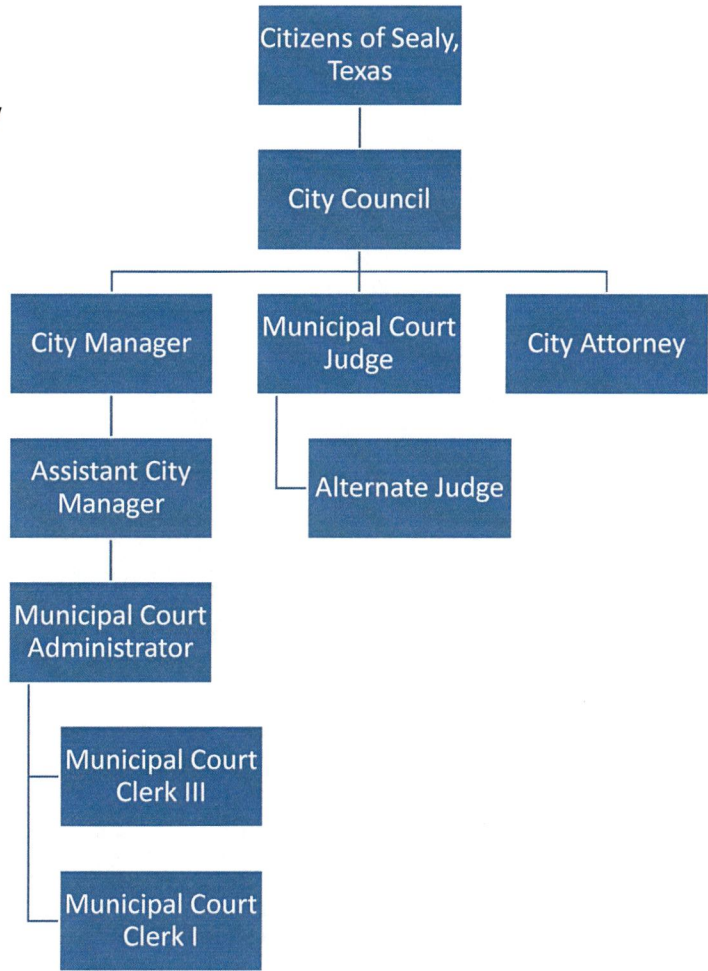 Citizens of Sealy,
Texas
City Council
City Manager
Municipal Court
Judge
City Attorney
Assistant City
Manager
Alternate Judge
Municipal Court
Administrator
Municipal Court
Clerk III
Municipal Court
Clerk I